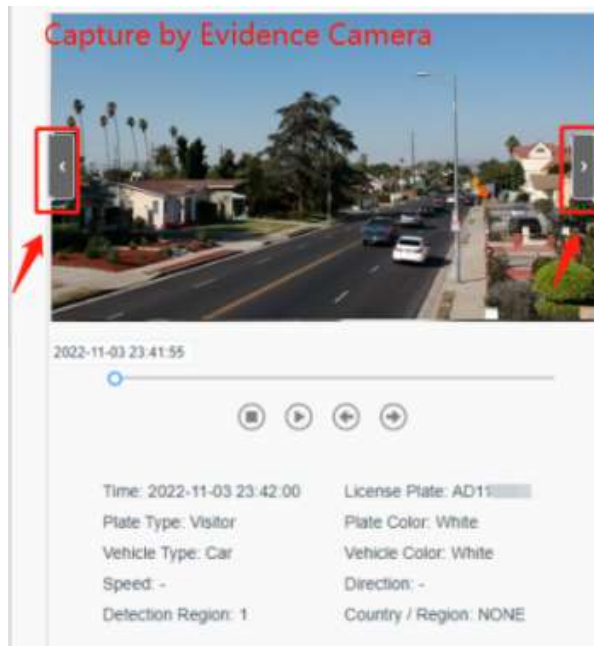 Capture by Evidence Camera
2022-11-03 23:41:55
Time: 2022-11-03 23:42:00
License Plate: AD11
Plate Type: Visitor
Plate Color: White
Vehicle Type: Car
Vehicle Color: White
Speed: -
Direction: -
Detection Region: 1
Country / Region: NONE